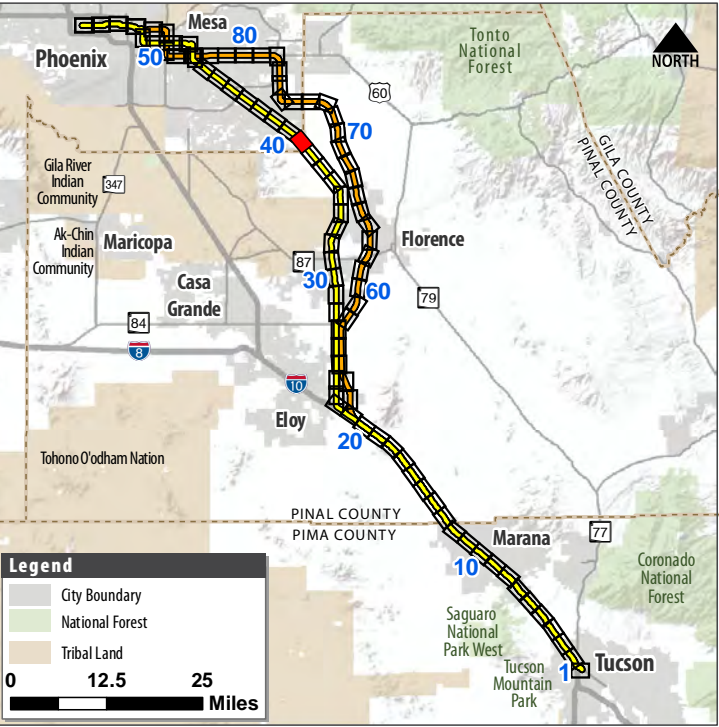 Mesa
80
Tonto
National
Forest
NORTH
Phoenix
50
60
70
40
GILA COUNTY
PINAL COUNTY
Gila River
Indian
Community
347
Ak-Chin
Indian
Community
Maricopa
Florence
87
30
60
Casa
Grande
79
84
8
10
Eloy
20
Tohono O'odham Nation
PINAL COUNTY
PIMA COUNTY
Marana
77
10
Coronado
National
Forest
Saguaro
National
Park West
Tucson
Mountain
Park
1
Tucson
Legend
City Boundary
National Forest
Tribal Land
0 12.5 25
Miles